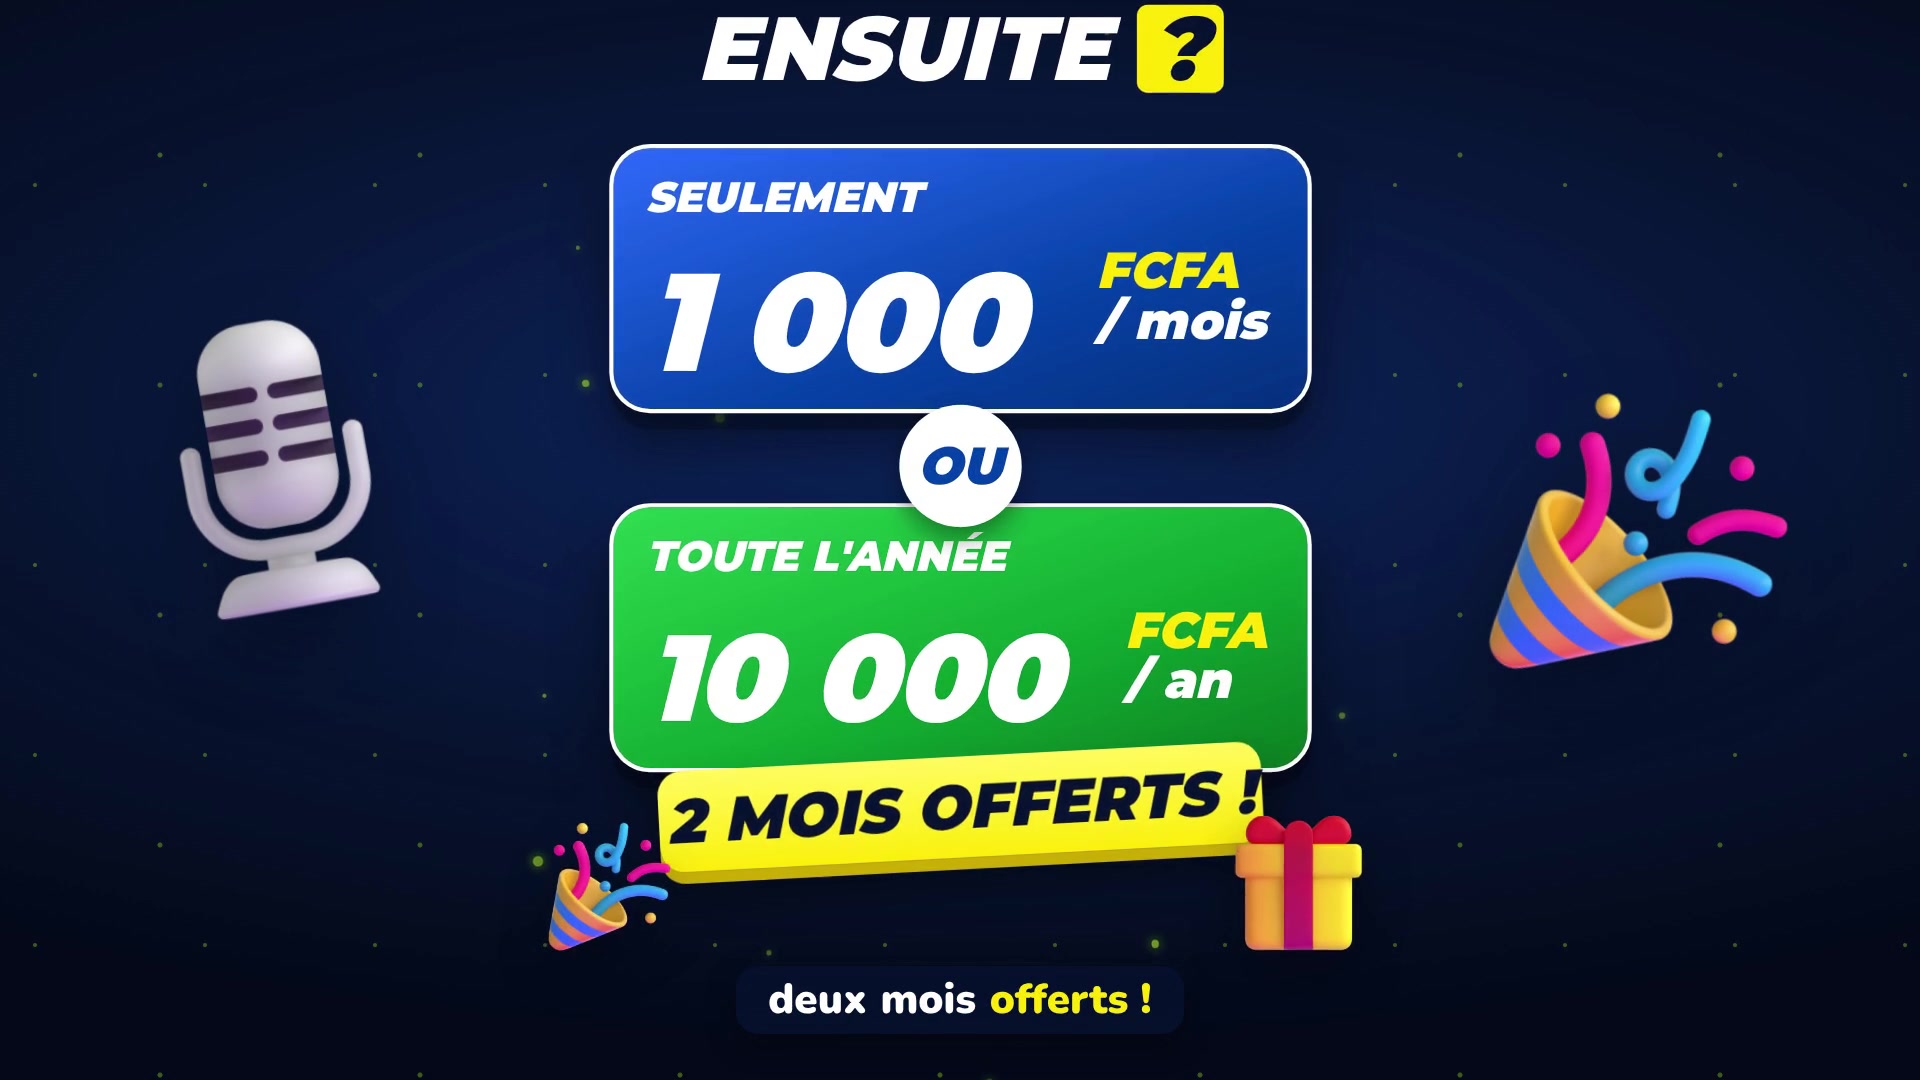 ENSUITE ?
SEULEMENT
1 000
FCFA
/ mois
OU
TOUTE L'ANNÉE
10 000
FCFA
/ an
2 MOIS OFFERTS !
deux mois offerts !